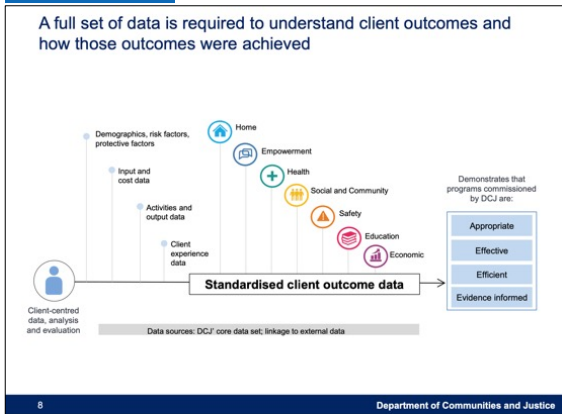 A full set of data is required to understand client outcomes and
how those outcomes were achieved
Demographics, risk factors,
protective factors
Input and
cost data
Activities and
output data
Client
experience
data
Home
Empowerment
Health
Social and Community
Safety
Education
Economic
Client-centred
data, analysis
and evaluation
Standardised client outcome data
Demonstrates that
programs commissioned
by DCJ are:
Appropriate
Effective
Efficient
Evidence informed
Data sources: DCJ' core data set; linkage to external data
8
Department of Communities and Justice